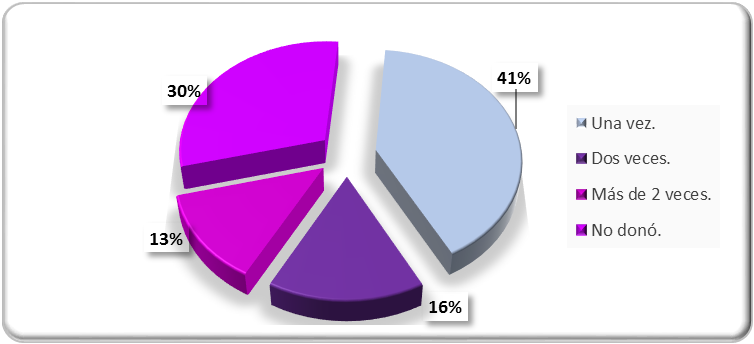 41%
30%
13%
16%
Una vez.
Dos veces.
Más de 2 veces.
No donó.